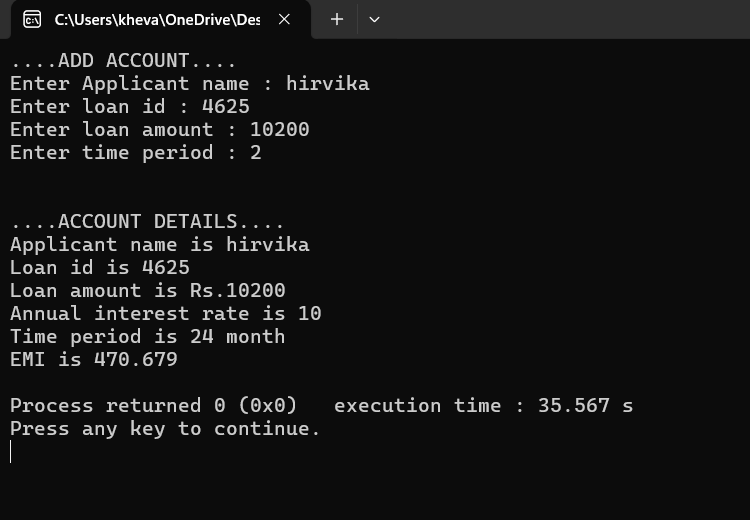 C:\Users\kheva\OneDrive\Des
....ADD ACCOUNT....
Enter Applicant name : hirvika
Enter loan id : 4625
Enter loan amount : 10200
Enter time period : 2
....ACCOUNT DETAILS....
Applicant name is hirvika
Loan id is 4625
Loan amount is Rs.10200
Annual interest rate is 10
Time period is 24 month
EMI is 470.679
Process returned 0 (0x0)   execution time : 35.567 s
Press any key to continue.